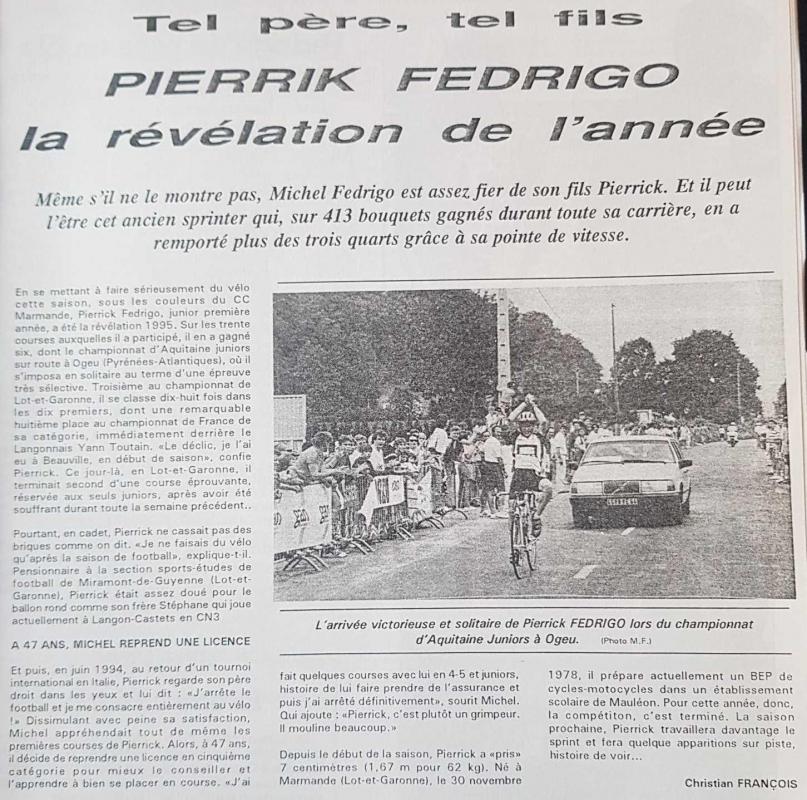 Tel père, tel fils
PIERRIK FEDRIGO
la révélation de l'année
Même s'il ne le montre pas, Michel Fedrigo est assez fier de son fils Pierrick. Et il peut
l'être cet ancien sprinter qui, sur 413 bouquets gagnés durant toute sa carrière, en a
remporté plus des trois quarts grâce à sa pointe de vitesse.
En se mettant à faire sérieusement du vélo
cette saison, sous les couleurs du CC
Marmande, Pierrick Fedrigo, junior première
année, a été la révélation 1995. Sur les trente
courses auxquelles il a participé, il en a gagné
six, dont le championnat d'Aquitaine juniors
sur route à Ogeu (Pyrénées-Atlantiques), où il
s'imposa en solitaire au terme d'une épreuve
très sélective. Troisième au championnat de
Lot-et-Garonne, il se classe dix-huit fois dans
les dix premiers, dont une remarquable
huitième place au championnat de France de
sa catégorie, immédiatement derrière le
Langonnais Yann Toutain. «Le déclic, je l'ai
eu à Beauville, en début de saison», confie
Pierrick. Ce jour-là, en Lot-et-Garonne, il
terminait second d'une course éprouvante,
réservée aux seuls juniors, après avoir été
souffrant durant toute la semaine précédent..
Pourtant, en cadet, Pierrick ne cassait pas des
briques comme on dit. «Je ne faisais du vélo
qu'après la saison de football», explique-t-il.
Pensionnaire à la section sports-études de
football de Miramont-de-Guyenne (Lot-et-
Garonne), Pierrick était assez doué pour le
ballon rond comme son frère Stéphane qui joue
actuellement à Langon-Castets en CN3
A 47 ANS, MICHEL REPREND UNE LICENCE
Et puis, en juin 1994, au retour d'un tournoi
international en Italie, Pierrick regarde son père
droit dans les yeux et lui dit : «J'arrête le
football et je me consacre entièrement au vélo
!» Dissimulant avec peine sa satisfaction,
Michel appréhendait tout de même les
premières courses de Pierrick. Alors, à 47 ans,
il décide de reprendre une licence en cinquième
catégorie pour mieux le conseiller et
l'apprendre à bien se placer en course. «J'ai
L'arrivée victorieuse et solitaire de Pierrick FEDRIGO lors du championnat
d'Aquitaine Juniors à Ogeu. (Photo M.F.)
fait quelques courses avec lui en 4-5 et juniors,
histoire de lui faire prendre de l'assurance et
puis j'ai arrêté définitivement», sourit Michel.
Qui ajoute : «Pierrick, c'est plutôt un grimpeur.
Il mouline beaucoup.»
Depuis le début de la saison, Pierrick a «pris»
7 centimètres (1,67 m pour 62 kg). Né à
Marmande (Lot-et-Garonne), le 30 novembre
1978, il prépare actuellement un BEP de
cycles-motocycles dans un établissement
scolaire de Mauléon. Pour cette année, donc,
la compétiton, c'est terminé. La saison
prochaine, Pierrick travaillera davantage le
sprint et fera quelque apparitions sur piste,
histoire de voir...
Christian FRANÇOIS